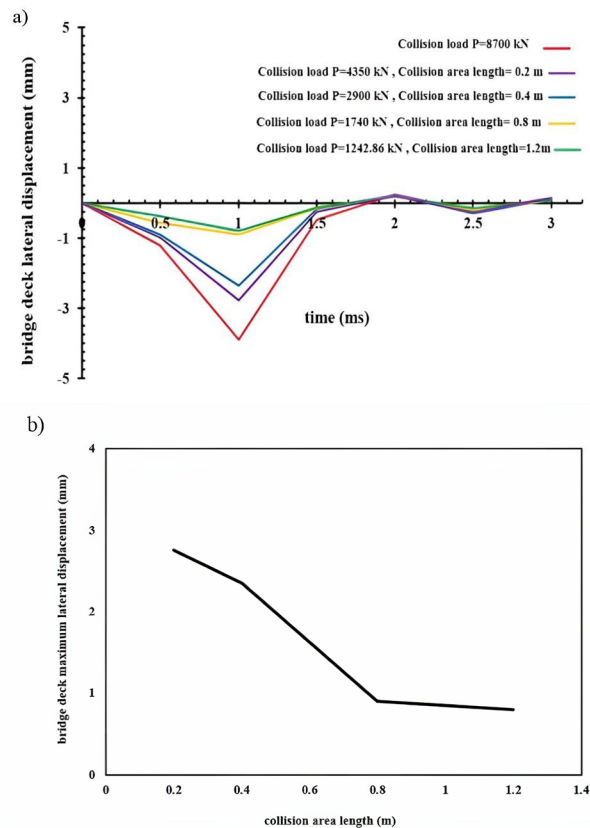 a)
bridge deck lateral displacement (mm)
5
3
1
-1
-3
-5
Collision load P=8700 kN
Collision load P=4350 kN , Collision area length= 0.2 m
Collision load P=2900 kN , Collision area length= 0.4 m
Collision load P=1740 kN , Collision area length= 0.8 m
Collision load P=1242.86 kN , Collision area length=1.2m
0 0.5 1 1.5 2 2.5 3
time (ms)
b)
bridge deck maximum lateral displacement (mm)
4
3
2
1
0
0 0.2 0.4 0.6 0.8 1 1.2 1.4
collision area length (m)